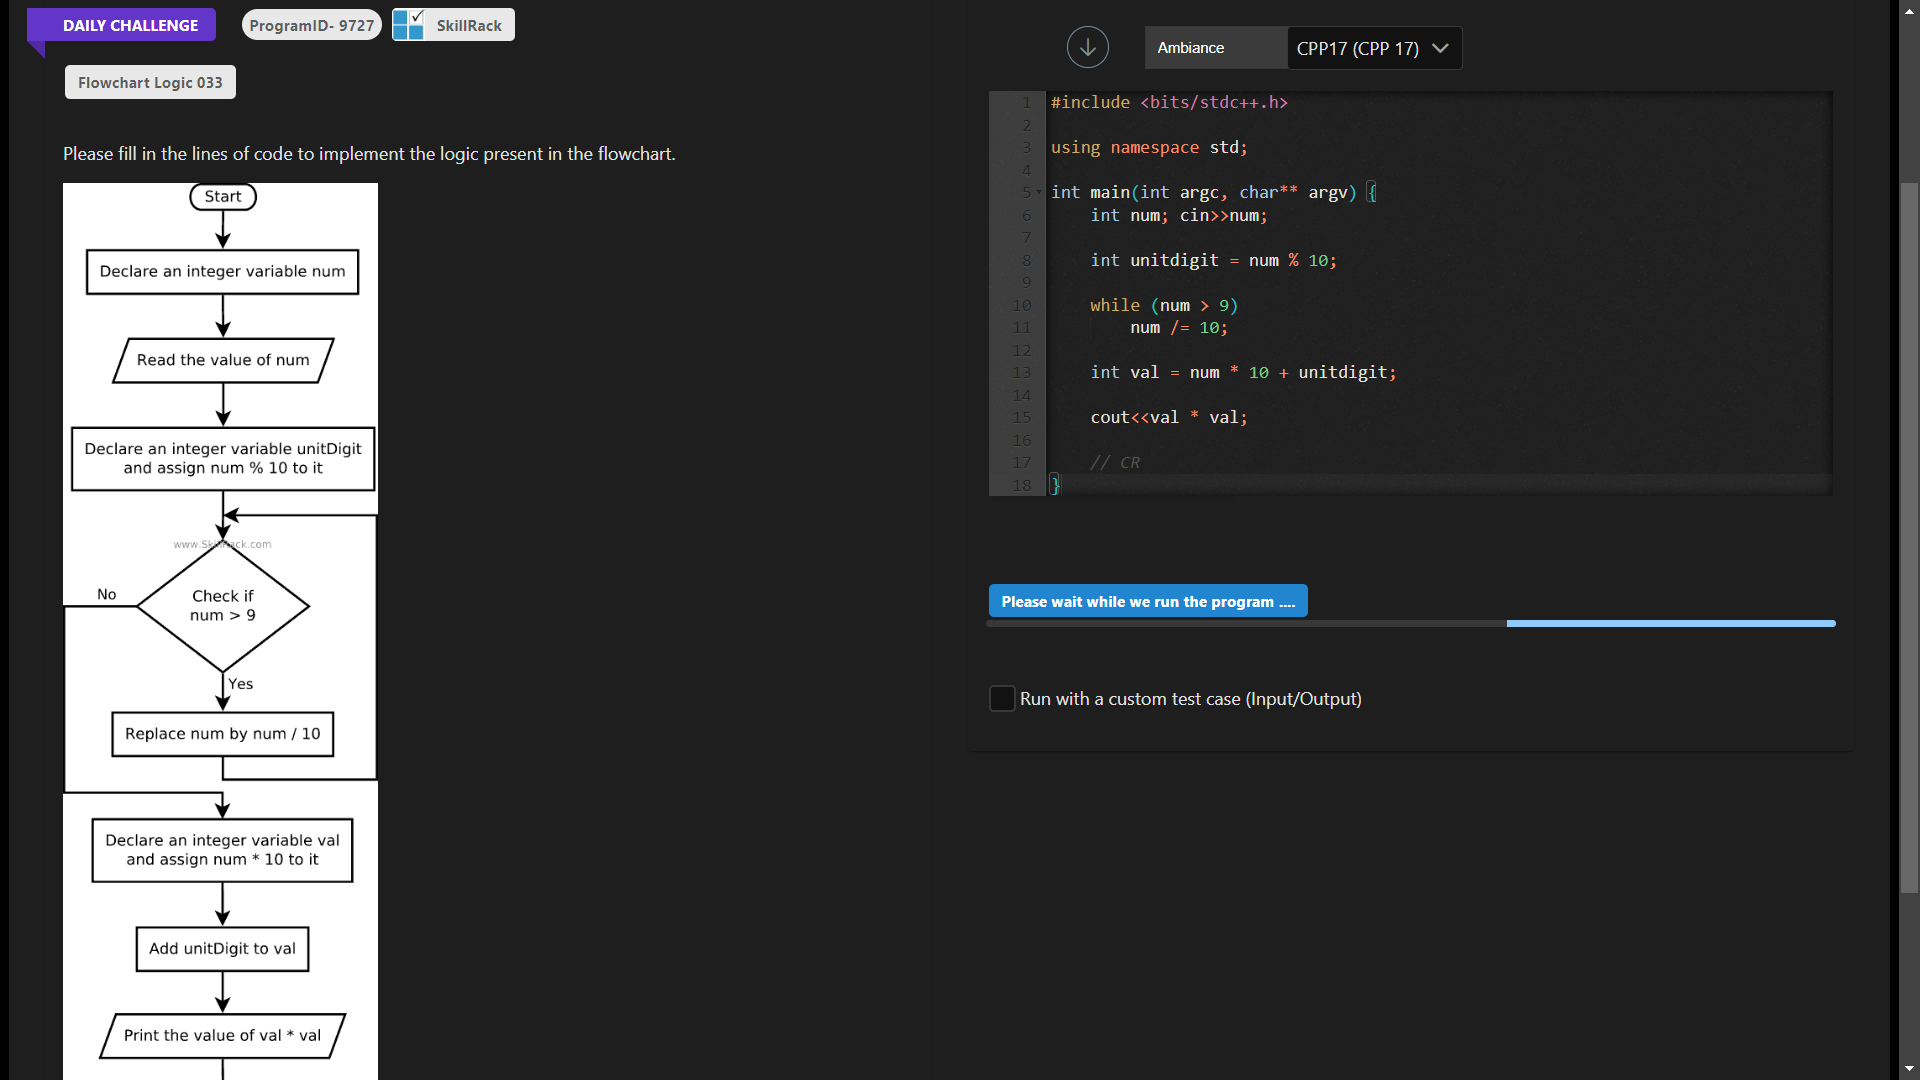 DAILY CHALLENGE
ProgramID- 9727
SkillRack
Flowchart Logic 033
Please fill in the lines of code to implement the logic present in the flowchart.
Start
Declare an integer variable num
Read the value of num
Declare an integer variable unitDigit
and assign num % 10 to it
www.SkillRack.com
Check if
num > 9
No
Yes
Replace num by num / 10
Declare an integer variable val
and assign num * 10 to it
Add unitDigit to val
Print the value of val * val
Ambiance
CPP17 (CPP 17)
1 #include <bits/stdc++.h>
2
3 using namespace std;
4
5 int main(int argc, char** argv) {
6     int num; cin>>num;
7
8     int unitdigit = num % 10;
9
10     while (num > 9)
11         num /= 10;
12
13     int val = num * 10 + unitdigit;
14
15     cout<<val * val;
16
17     // CR
18 }
Please wait while we run the program ....
Run with a custom test case (Input/Output)